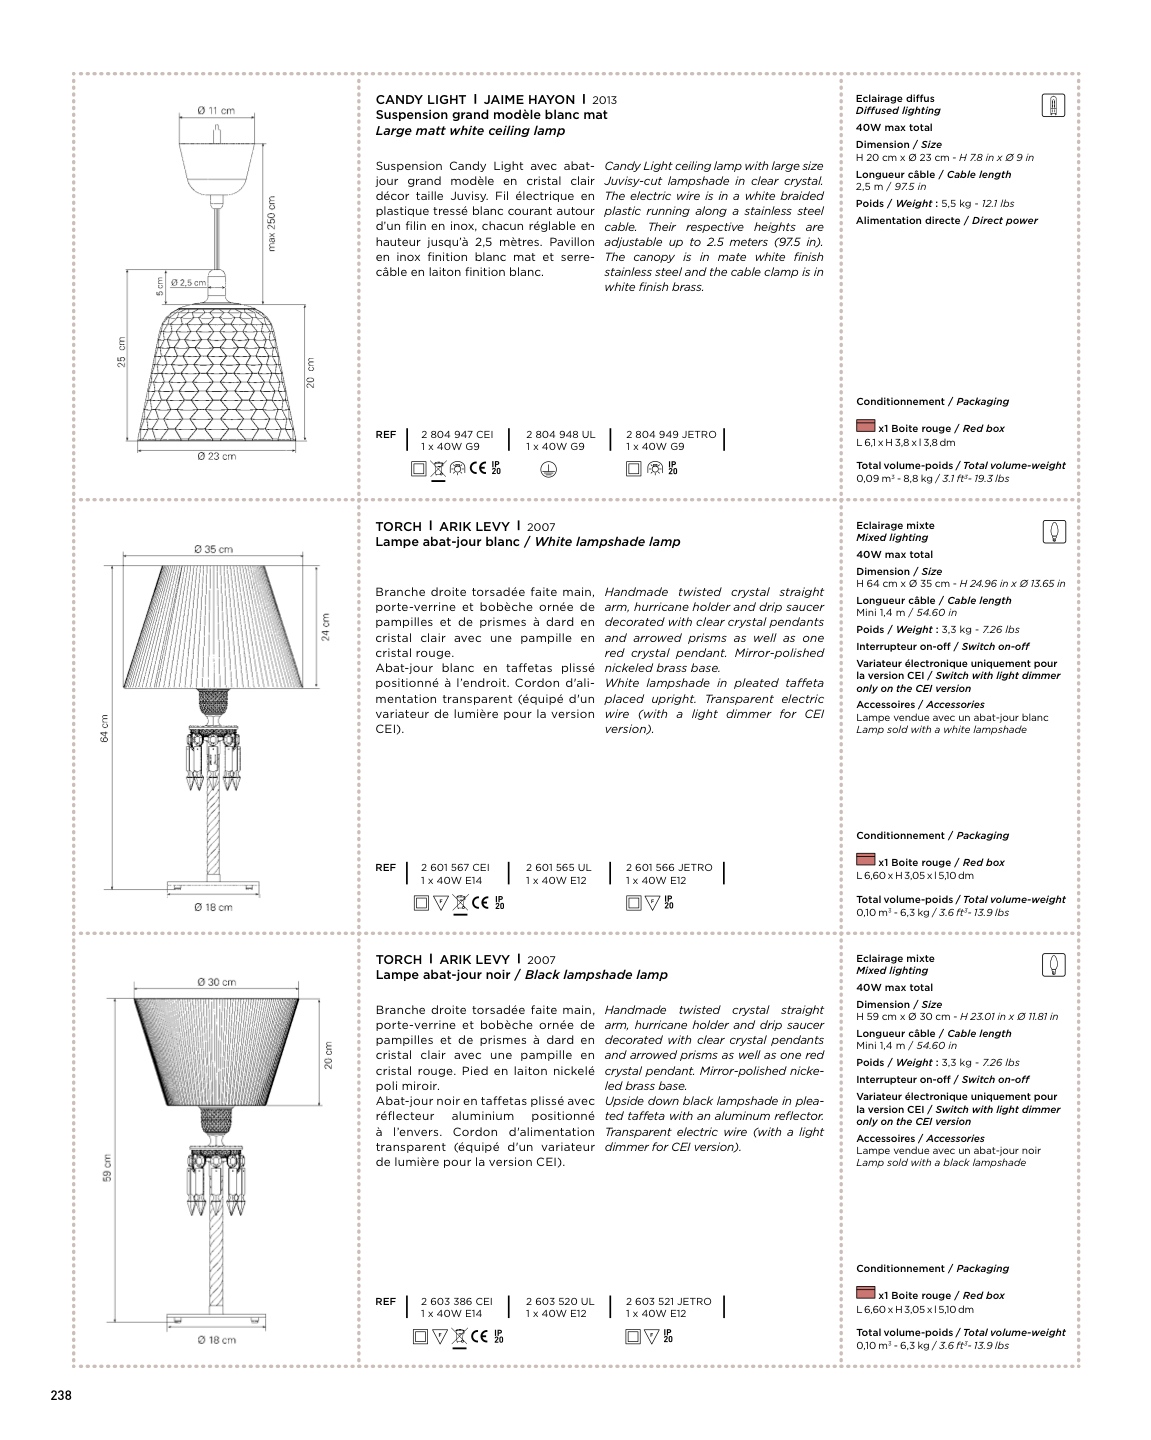 Ø 11 cm
max 250 cm
5 cm
Ø 2,5 cm
25 cm
20 cm
Ø 23 cm
CANDY LIGHT I JAIME HAYON I 2013
Suspension grand modèle blanc mat
Large matt white ceiling lamp
Suspension Candy Light avec abat-
jour grand modèle en cristal clair
décor taille Juvisy. Fil électrique en
plastique tressé blanc courant autour
d'un filin en inox, chacun réglable en
hauteur jusqu'à 2,5 mètres. Pavillon
en inox finition blanc mat et serre-
câble en laiton finition blanc.
Candy Light ceiling lamp with large size
Juvisy-cut lampshade in clear crystal.
The electric wire is in a white braided
plastic running along a stainless steel
cable. Their respective heights are
adjustable up to 2.5 meters (97.5 in).
The canopy is in mate white finish
stainless steel and the cable clamp is in
white finish brass.
REF 2 804 947 CEI 2 804 948 UL 2 804 949 JETRO
1 x 40W G9 1 x 40W G9 1 x 40W G9
CE IP 20 IP 20
Eclairage diffus
Diffused lighting
40W max total
Dimension / Size
H 20 cm x Ø 23 cm - H 7.8 in x Ø 9 in
Longueur câble / Cable length
2,5 m / 97.5 in
Poids / Weight : 5,5 kg - 12.1 lbs
Alimentation directe / Direct power
Conditionnement / Packaging
x1 Boite rouge / Red box
L 6,1 x H 3,8 x l 3,8 dm
Total volume-poids / Total volume-weight
0,09 m³ - 8,8 kg / 3.1 ft³- 19.3 lbs
Ø 35 cm
24 cm
64 cm
Ø 18 cm
TORCH I ARIK LEVY I 2007
Lampe abat-jour blanc / White lampshade lamp
Branche droite torsadée faite main,
porte-verrine et bobèche ornée de
pampilles et de prismes à dard en
cristal clair avec une pampille en
cristal rouge.
Abat-jour blanc en taffetas plissé
positionné à l'endroit. Cordon d'ali-
mentation transparent (équipé d'un
variateur de lumière pour la version
CEI).
Handmade twisted crystal straight
arm, hurricane holder and drip saucer
decorated with clear crystal pendants
and arrowed prisms as well as one
red crystal pendant. Mirror-polished
nickeled brass base.
White lampshade in pleated taffeta
placed upright. Transparent electric
wire (with a light dimmer for CEI
version).
REF 2 601 567 CEI 2 601 565 UL 2 601 566 JETRO
1 x 40W E14 1 x 40W E12 1 x 40W E12
F CE IP 20 F IP 20
Eclairage mixte
Mixed lighting
40W max total
Dimension / Size
H 64 cm x Ø 35 cm - H 24.96 in x Ø 13.65 in
Longueur câble / Cable length
Mini 1,4 m / 54.60 in
Poids / Weight : 3,3 kg - 7.26 lbs
Interrupteur on-off / Switch on-off
Variateur électronique uniquement pour
la version CEI / Switch with light dimmer
only on the CEI version
Accessoires / Accessories
Lampe vendue avec un abat-jour blanc
Lamp sold with a white lampshade
Conditionnement / Packaging
x1 Boite rouge / Red box
L 6,60 x H 3,05 x l 5,10 dm
Total volume-poids / Total volume-weight
0,10 m³ - 6,3 kg / 3.6 ft³- 13.9 lbs
Ø 30 cm
20 cm
59 cm
Ø 18 cm
TORCH I ARIK LEVY I 2007
Lampe abat-jour noir / Black lampshade lamp
Branche droite torsadée faite main,
porte-verrine et bobèche ornée de
pampilles et de prismes à dard en
cristal clair avec une pampille en
cristal rouge. Pied en laiton nickelé
poli miroir.
Abat-jour noir en taffetas plissé avec
réflecteur aluminium positionné
à l'envers. Cordon d'alimentation
transparent (équipé d'un variateur
de lumière pour la version CEI).
Handmade twisted crystal straight
arm, hurricane holder and drip saucer
decorated with clear crystal pendants
and arrowed prisms as well as one red
crystal pendant. Mirror-polished nicke-
led brass base.
Upside down black lampshade in plea-
ted taffeta with an aluminum reflector.
Transparent electric wire (with a light
dimmer for CEI version).
REF 2 603 386 CEI 2 603 520 UL 2 603 521 JETRO
1 x 40W E14 1 x 40W E12 1 x 40W E12
F CE IP 20 F IP 20
Eclairage mixte
Mixed lighting
40W max total
Dimension / Size
H 59 cm x Ø 30 cm - H 23.01 in x Ø 11.81 in
Longueur câble / Cable length
Mini 1,4 m / 54.60 in
Poids / Weight : 3,3 kg - 7.26 lbs
Interrupteur on-off / Switch on-off
Variateur électronique uniquement pour
la version CEI / Switch with light dimmer
only on the CEI version
Accessoires / Accessories
Lampe vendue avec un abat-jour noir
Lamp sold with a black lampshade
Conditionnement / Packaging
x1 Boite rouge / Red box
L 6,60 x H 3,05 x l 5,10 dm
Total volume-poids / Total volume-weight
0,10 m³ - 6,3 kg / 3.6 ft³- 13.9 lbs
238